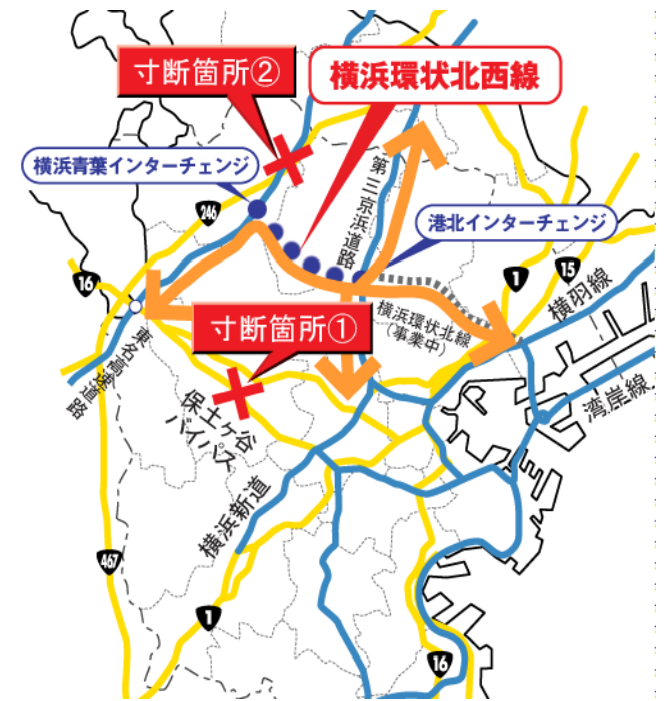 寸断箇所②
横浜環状北西線
横浜青葉インターチェンジ
第三京浜道路
246
港北インターチェンジ
16
1
15
横羽線
寸断箇所①
横浜環状北線
(事業中)
東名高速道路
湾岸線
保土ヶ谷
バイパス
横浜新道
467
1
16